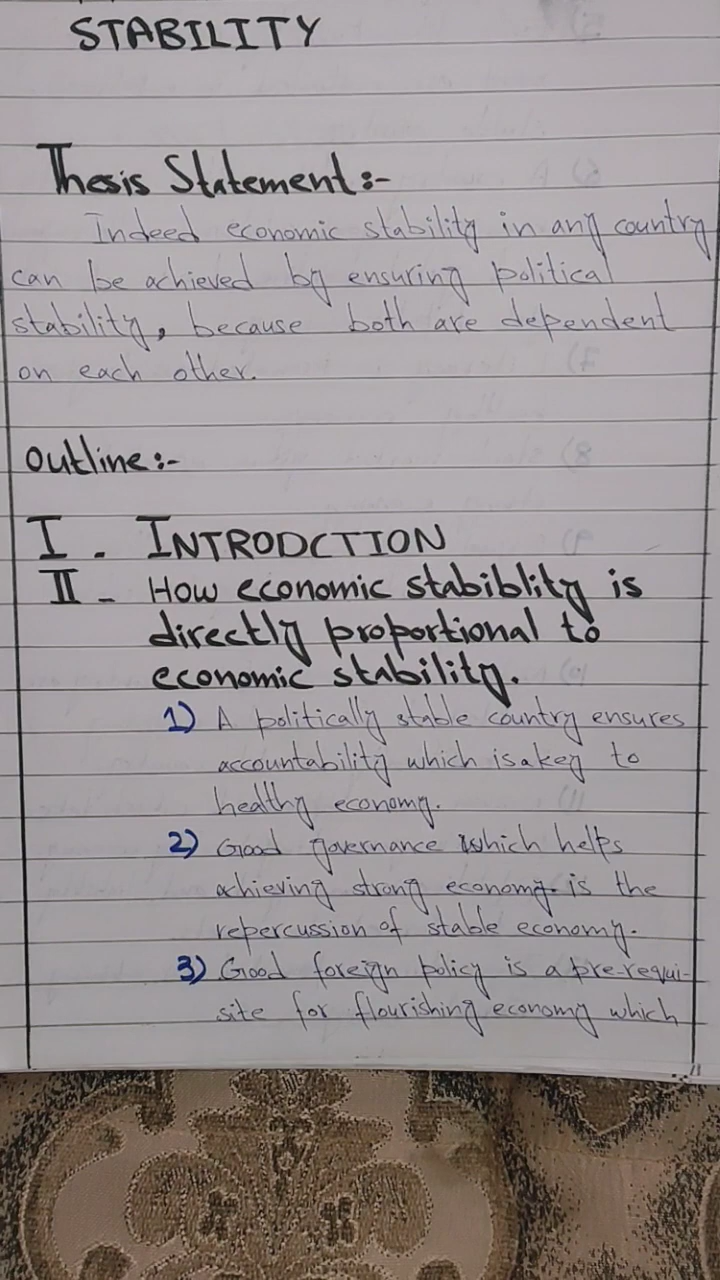 STABILITY
Thesis Statement:-
Indeed economic stability in any country
can be achieved by ensuring political
stability, because both are dependent
on each other.
Outline:-
I. INTRODCTION
II- How economic stabiblity is
directly proportional to
economic stability.
1) A politically stable country ensures
accountability which is a key to
healthy economy.
2) Good governance which helps
achieving strong economy is the
repercussion of stable economy.
3) Good foreign policy is a pre-requi-
site for flourishing economy which